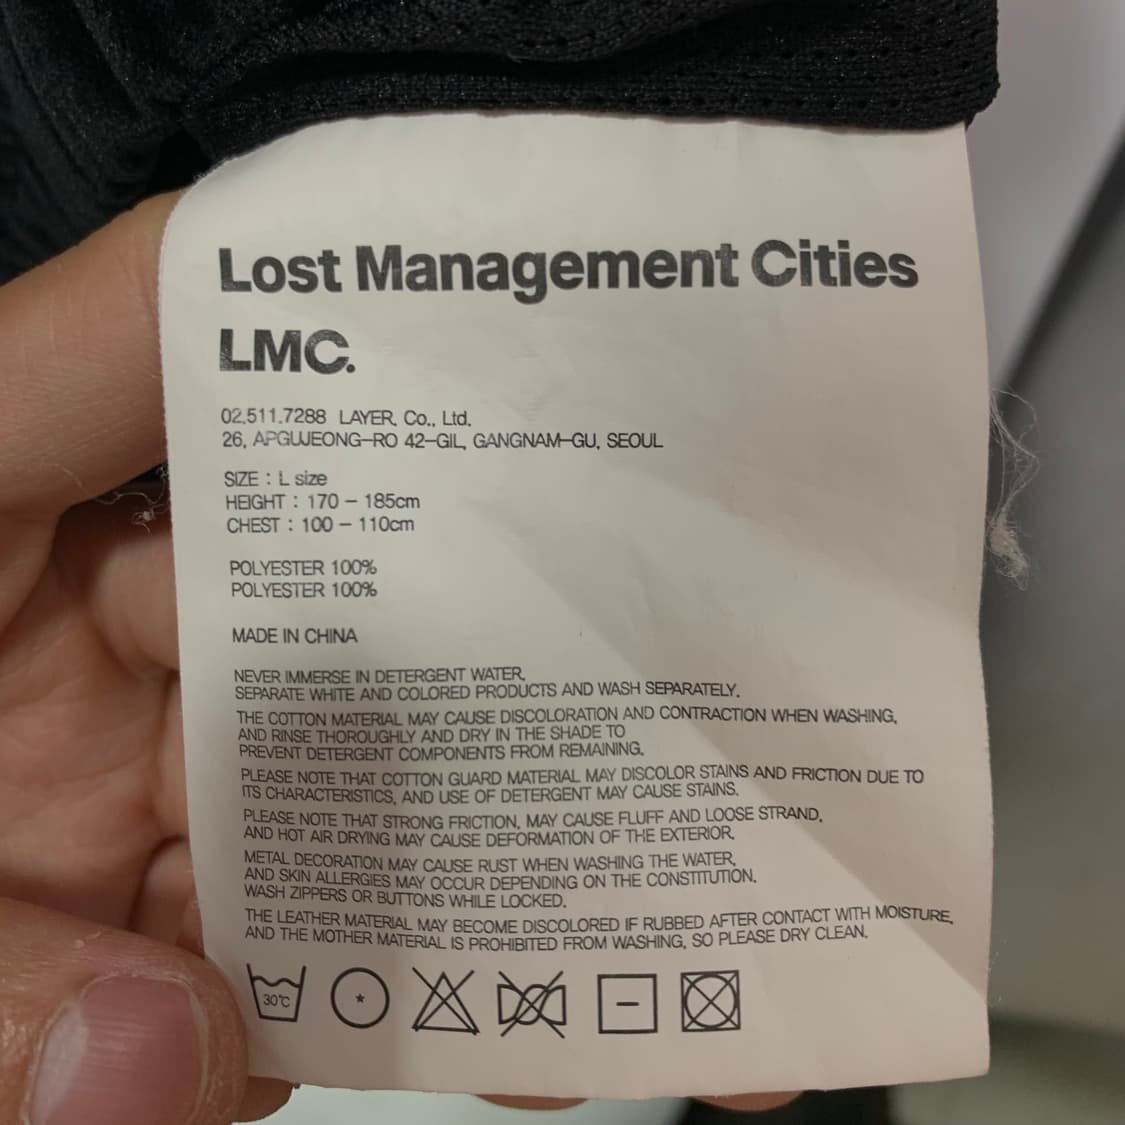 Lost Management Cities
LMC.
02.511.7288 LAYER. Co., Ltd.
26, APGUJEONG-RO 42-GIL, GANGNAM-GU, SEOUL
SIZE : L size
HEIGHT : 170 - 185cm
CHEST : 100 - 110cm
POLYESTER 100%
POLYESTER 100%
MADE IN CHINA
NEVER IMMERSE IN DETERGENT WATER,
SEPARATE WHITE AND COLORED PRODUCTS AND WASH SEPARATELY.
THE COTTON MATERIAL MAY CAUSE DISCOLORATION AND CONTRACTION WHEN WASHING,
AND RINSE THOROUGHLY AND DRY IN THE SHADE TO
PREVENT DETERGENT COMPONENTS FROM REMAINING.
PLEASE NOTE THAT COTTON GUARD MATERIAL MAY DISCOLOR STAINS AND FRICTION DUE TO
ITS CHARACTERISTICS, AND USE OF DETERGENT MAY CAUSE STAINS.
PLEASE NOTE THAT STRONG FRICTION, MAY CAUSE FLUFF AND LOOSE STRAND,
AND HOT AIR DRYING MAY CAUSE DEFORMATION OF THE EXTERIOR.
METAL DECORATION MAY CAUSE RUST WHEN WASHING THE WATER,
AND SKIN ALLERGIES MAY OCCUR DEPENDING ON THE CONSTITUTION.
WASH ZIPPERS OR BUTTONS WHILE LOCKED.
THE LEATHER MATERIAL MAY BECOME DISCOLORED IF RUBBED AFTER CONTACT WITH MOISTURE,
AND THE MOTHER MATERIAL IS PROHIBITED FROM WASHING, SO PLEASE DRY CLEAN.
30℃